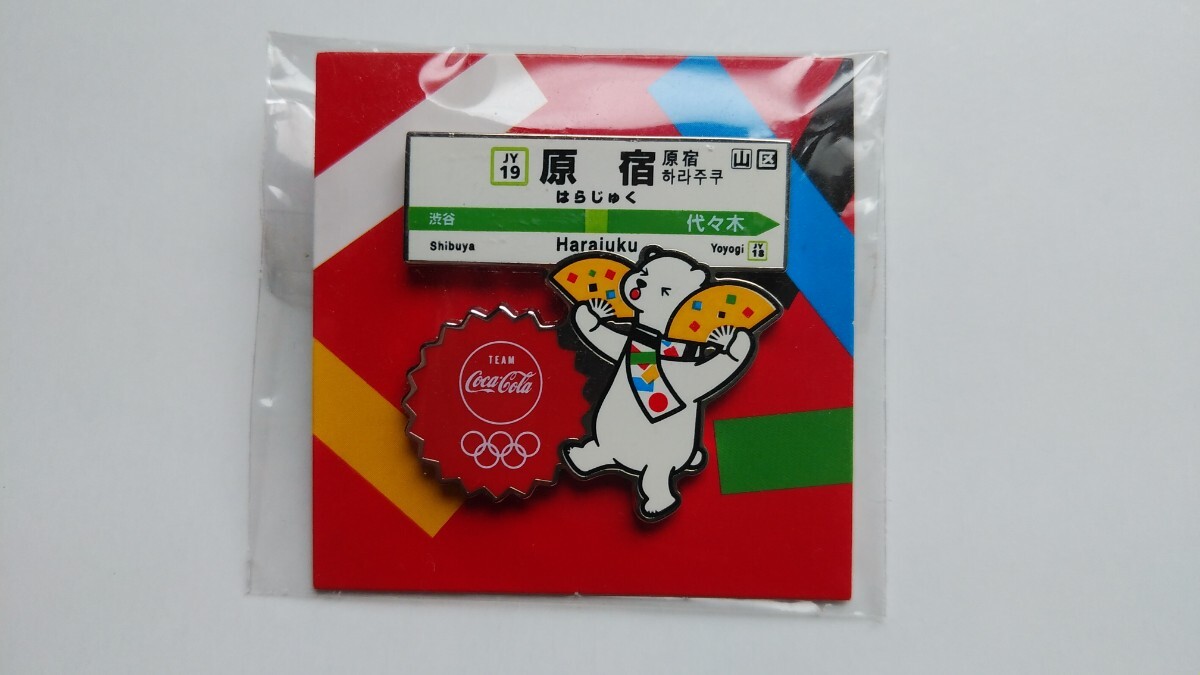 JY
19
原宿
原宿
하라주쿠
山区
はらじゅく
渋谷
代々木
Shibuya
Harajuku
Yoyogi
JY
18
TEAM
Coca-Cola